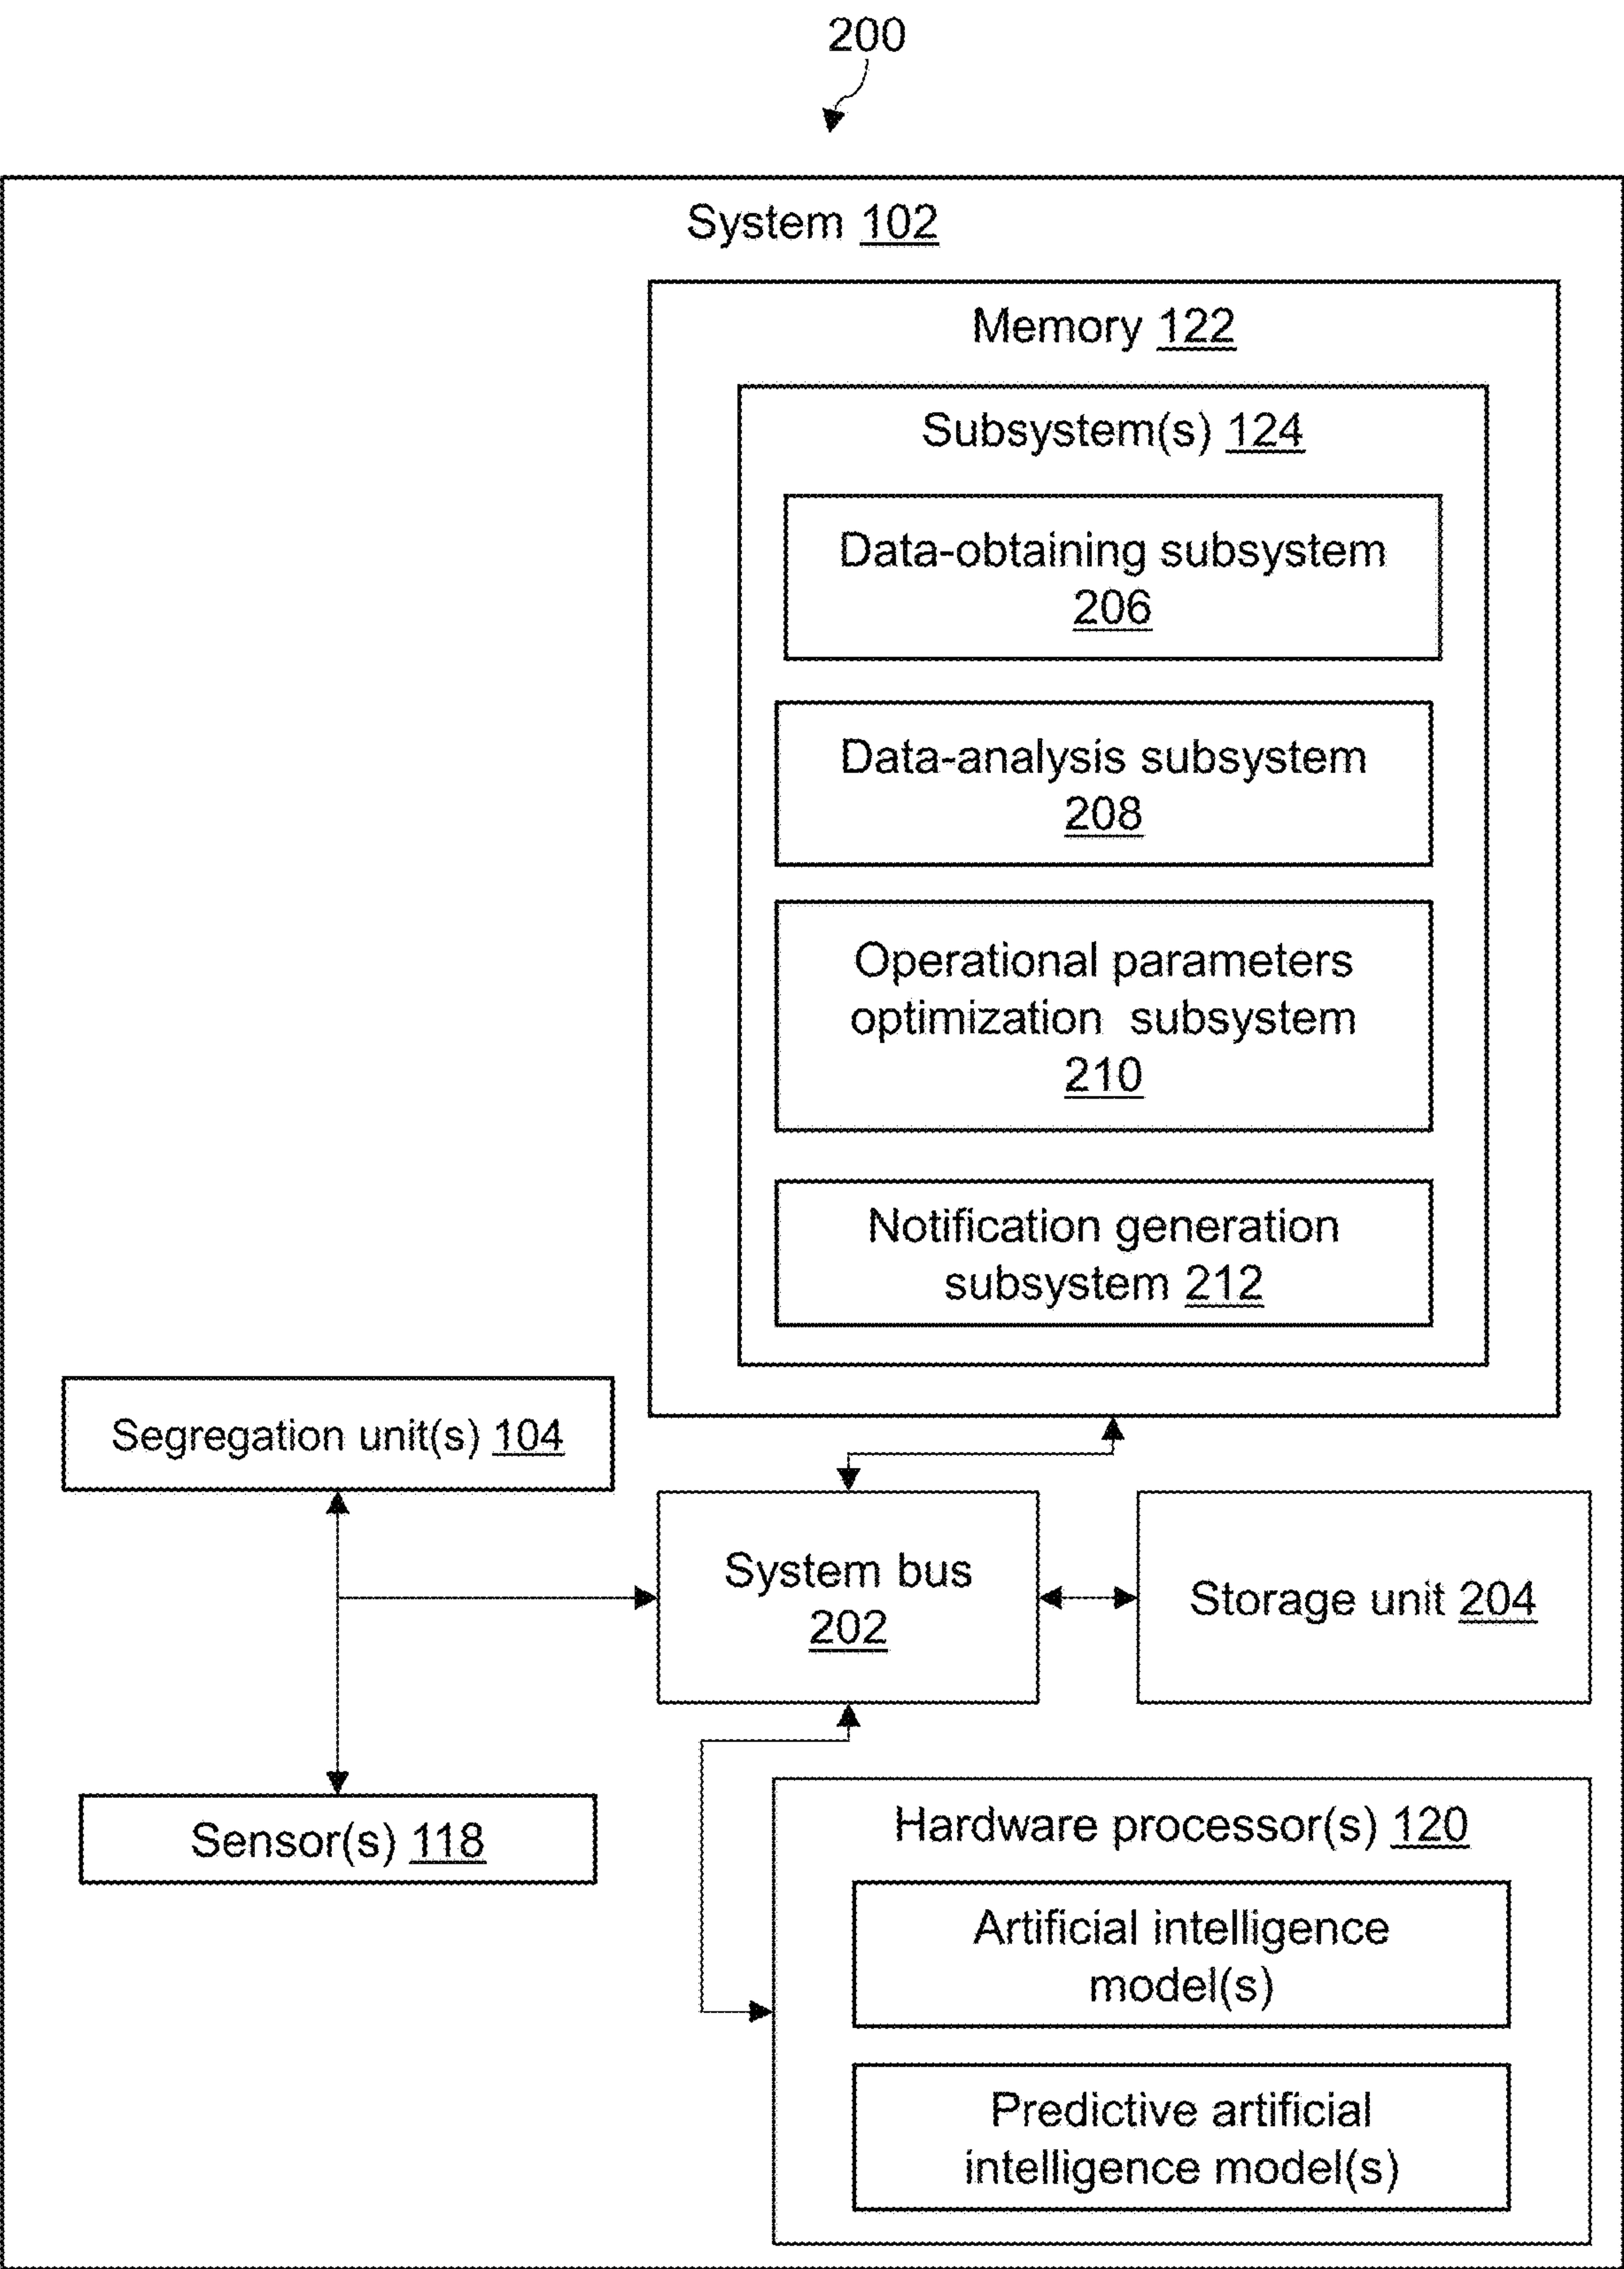 200
System 102
Memory 122
Subsystem(s) 124
Data-obtaining subsystem
206
Data-analysis subsystem
208
Operational parameters
optimization subsystem
210
Notification generation
subsystem 212
Segregation unit(s) 104
System bus
202
Storage unit 204
Sensor(s) 118
Hardware processor(s) 120
Artificial intelligence
model(s)
Predictive artificial
intelligence model(s)